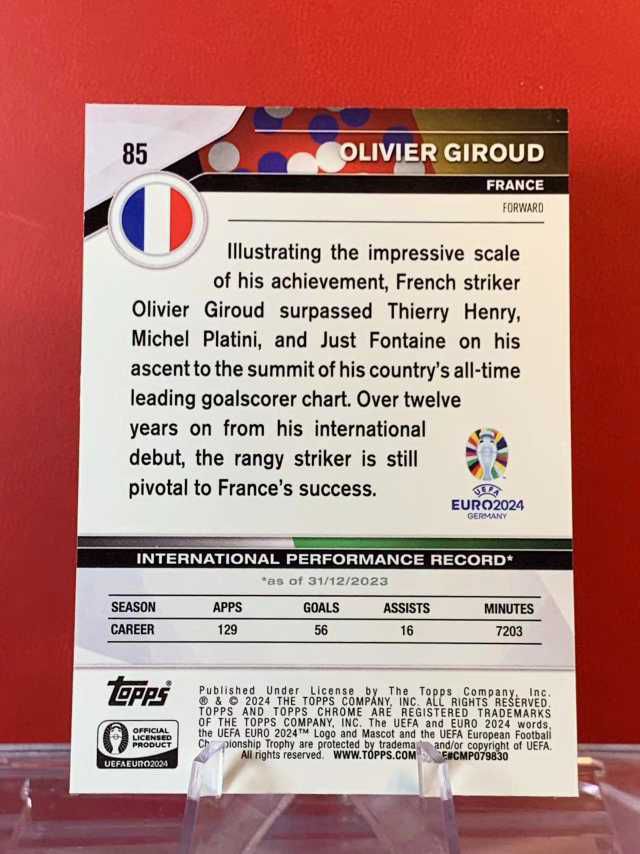 85
OLIVIER GIROUD
FRANCE
FORWARD
Illustrating the impressive scale
of his achievement, French striker
Olivier Giroud surpassed Thierry Henry,
Michel Platini, and Just Fontaine on his
ascent to the summit of his country's all-time
leading goalscorer chart. Over twelve
years on from his international
debut, the rangy striker is still
pivotal to France's success.
UEFA
EURO2024
GERMANY
INTERNATIONAL PERFORMANCE RECORD*
*as of 31/12/2023
SEASON APPS GOALS ASSISTS MINUTES
CAREER 129 56 16 7203
topps®
OFFICIAL
LICENSED
PRODUCT
UEFAEURO2024
Published Under License by The Topps Company, Inc.
® & © 2024 THE TOPPS COMPANY, INC. ALL RIGHTS RESERVED.
TOPPS AND TOPPS CHROME ARE REGISTERED TRADEMARKS
OF THE TOPPS COMPANY, INC. The UEFA and EURO 2024 words,
the UEFA EURO 2024™ Logo and Mascot and the UEFA European Football
Championship Trophy are protected by and/or copyright of UEFA.
All rights reserved. WWW.TOPPS.COM